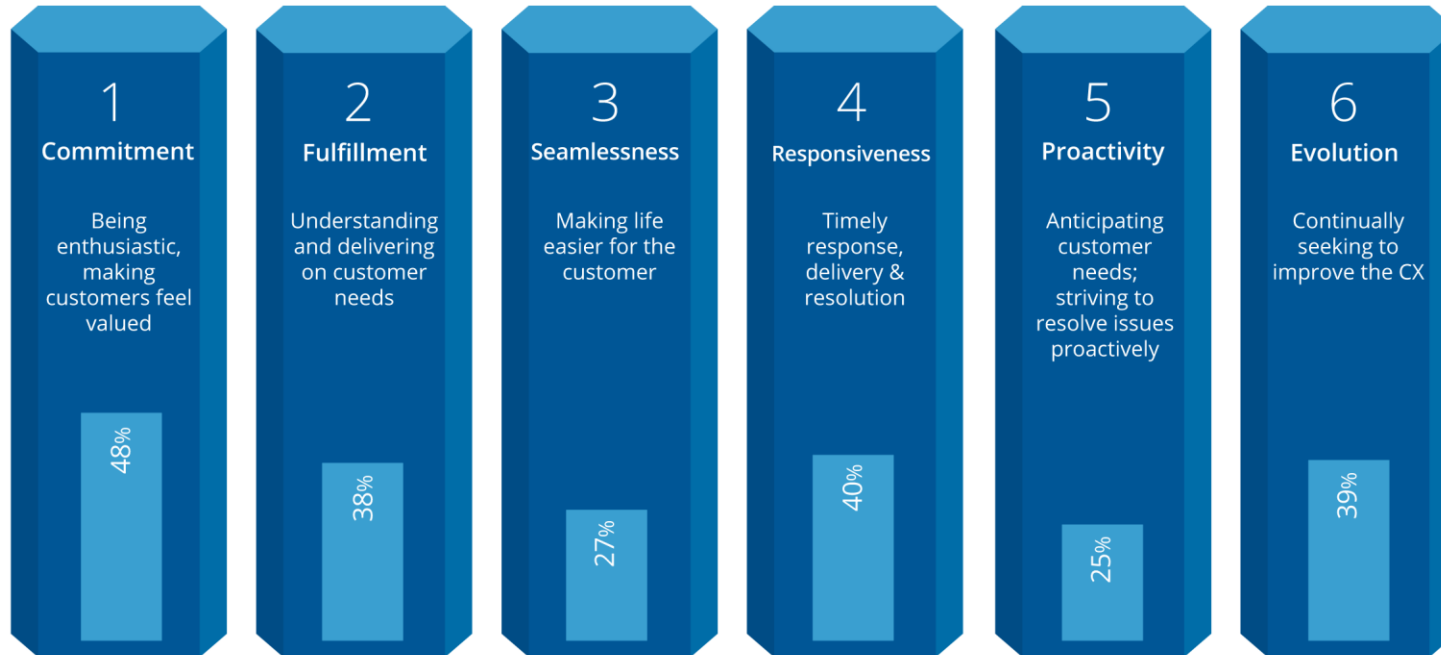 1
Commitment
Being
enthusiastic,
making
customers feel
valued
48%
2
Fulfillment
Understanding
and delivering
on customer
needs
38%
3
Seamlessness
Making life
easier for the
customer
27%
4
Responsiveness
Timely
response,
delivery &
resolution
40%
5
Proactivity
Anticipating
customer
needs;
striving to
resolve issues
proactively
25%
6
Evolution
Continually
seeking to
improve the CX
39%